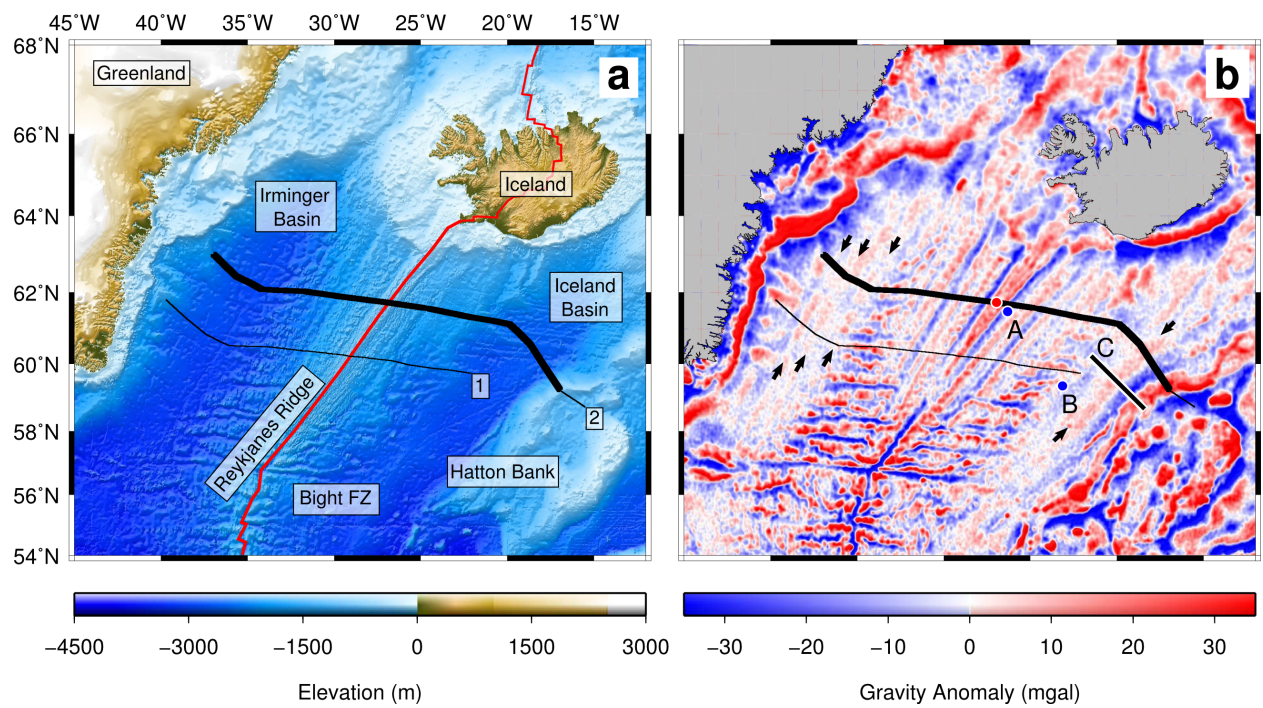 45˚W 40˚W 35˚W 30˚W 25˚W 20˚W 15˚W
68˚N
66˚N
64˚N
62˚N
60˚N
58˚N
56˚N
54˚N
Greenland
a
Iceland
Irminger
Basin
Iceland
Basin
1
2
Reykjanes Ridge
Hatton Bank
Bight FZ
b
A
C
B
−4500 −3000 −1500 0 1500 3000
Elevation (m)
−30 −20 −10 0 10 20 30
Gravity Anomaly (mgal)